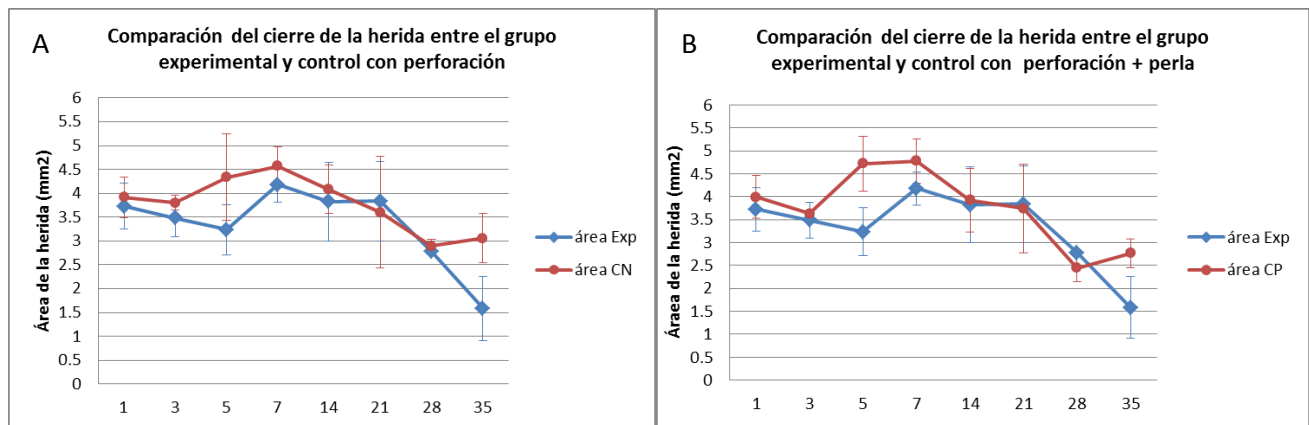 A
Comparación del cierre de la herida entre el grupo
experimental y control con perforación
Área de la herida (mm2)
6
5.5
5
4.5
4
3.5
3
2.5
2
1.5
1
0.5
0
1 3 5 7 14 21 28 35
área Exp
área CN
B
Comparación del cierre de la herida entre el grupo
experimental y control con perforación + perla
Áraea de la herida (mm2)
6
5.5
5
4.5
4
3.5
3
2.5
2
1.5
1
0.5
0
1 3 5 7 14 21 28 35
área Exp
área CP